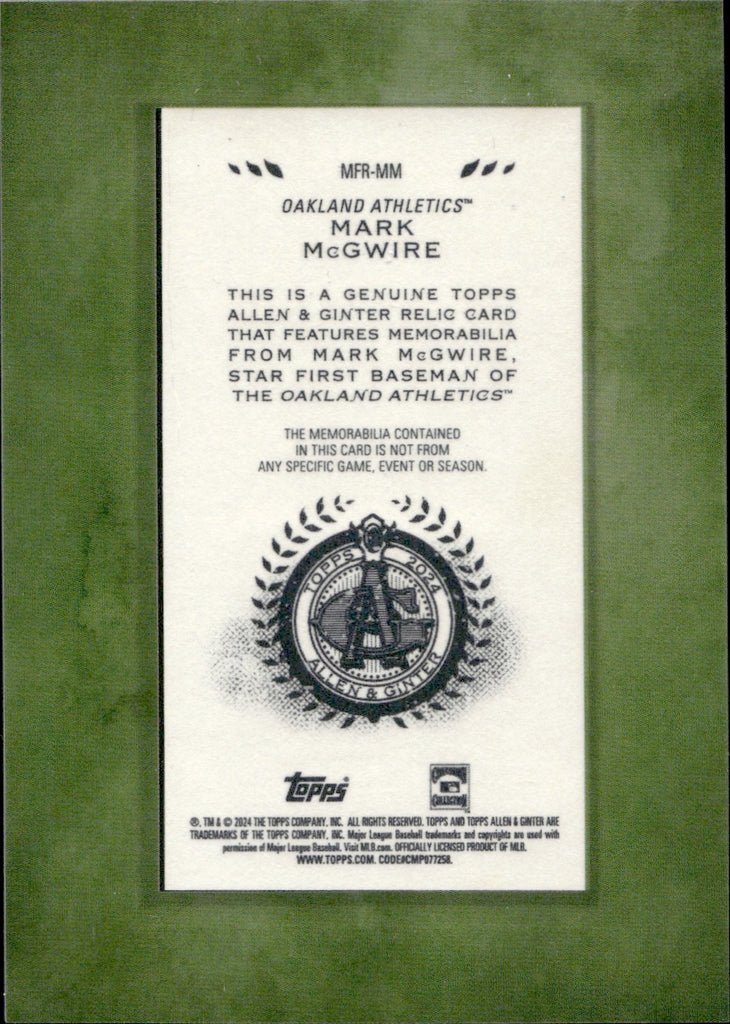 MFR-MM
OAKLAND ATHLETICS™
MARK
McGWIRE
THIS IS A GENUINE TOPPS
ALLEN & GINTER RELIC CARD
THAT FEATURES MEMORABILIA
FROM MARK McGWIRE,
STAR FIRST BASEMAN OF
THE OAKLAND ATHLETICS™
THE MEMORABILIA CONTAINED
IN THIS CARD IS NOT FROM
ANY SPECIFIC GAME, EVENT OR SEASON.
TOPPS 2024
AG
ALLEN & GINTER
Topps®
COOPERSTOWN
COLLECTION
®, TM & © 2024 THE TOPPS COMPANY, INC. ALL RIGHTS RESERVED. TOPPS AND TOPPS ALLEN & GINTER ARE
TRADEMARKS OF THE TOPPS COMPANY, INC. Major League Baseball trademarks and copyrights are used with
permission of Major League Baseball. Visit MLB.com. OFFICIALLY LICENSED PRODUCT OF MLB.
WWW.TOPPS.COM. CODE#CMP077258.